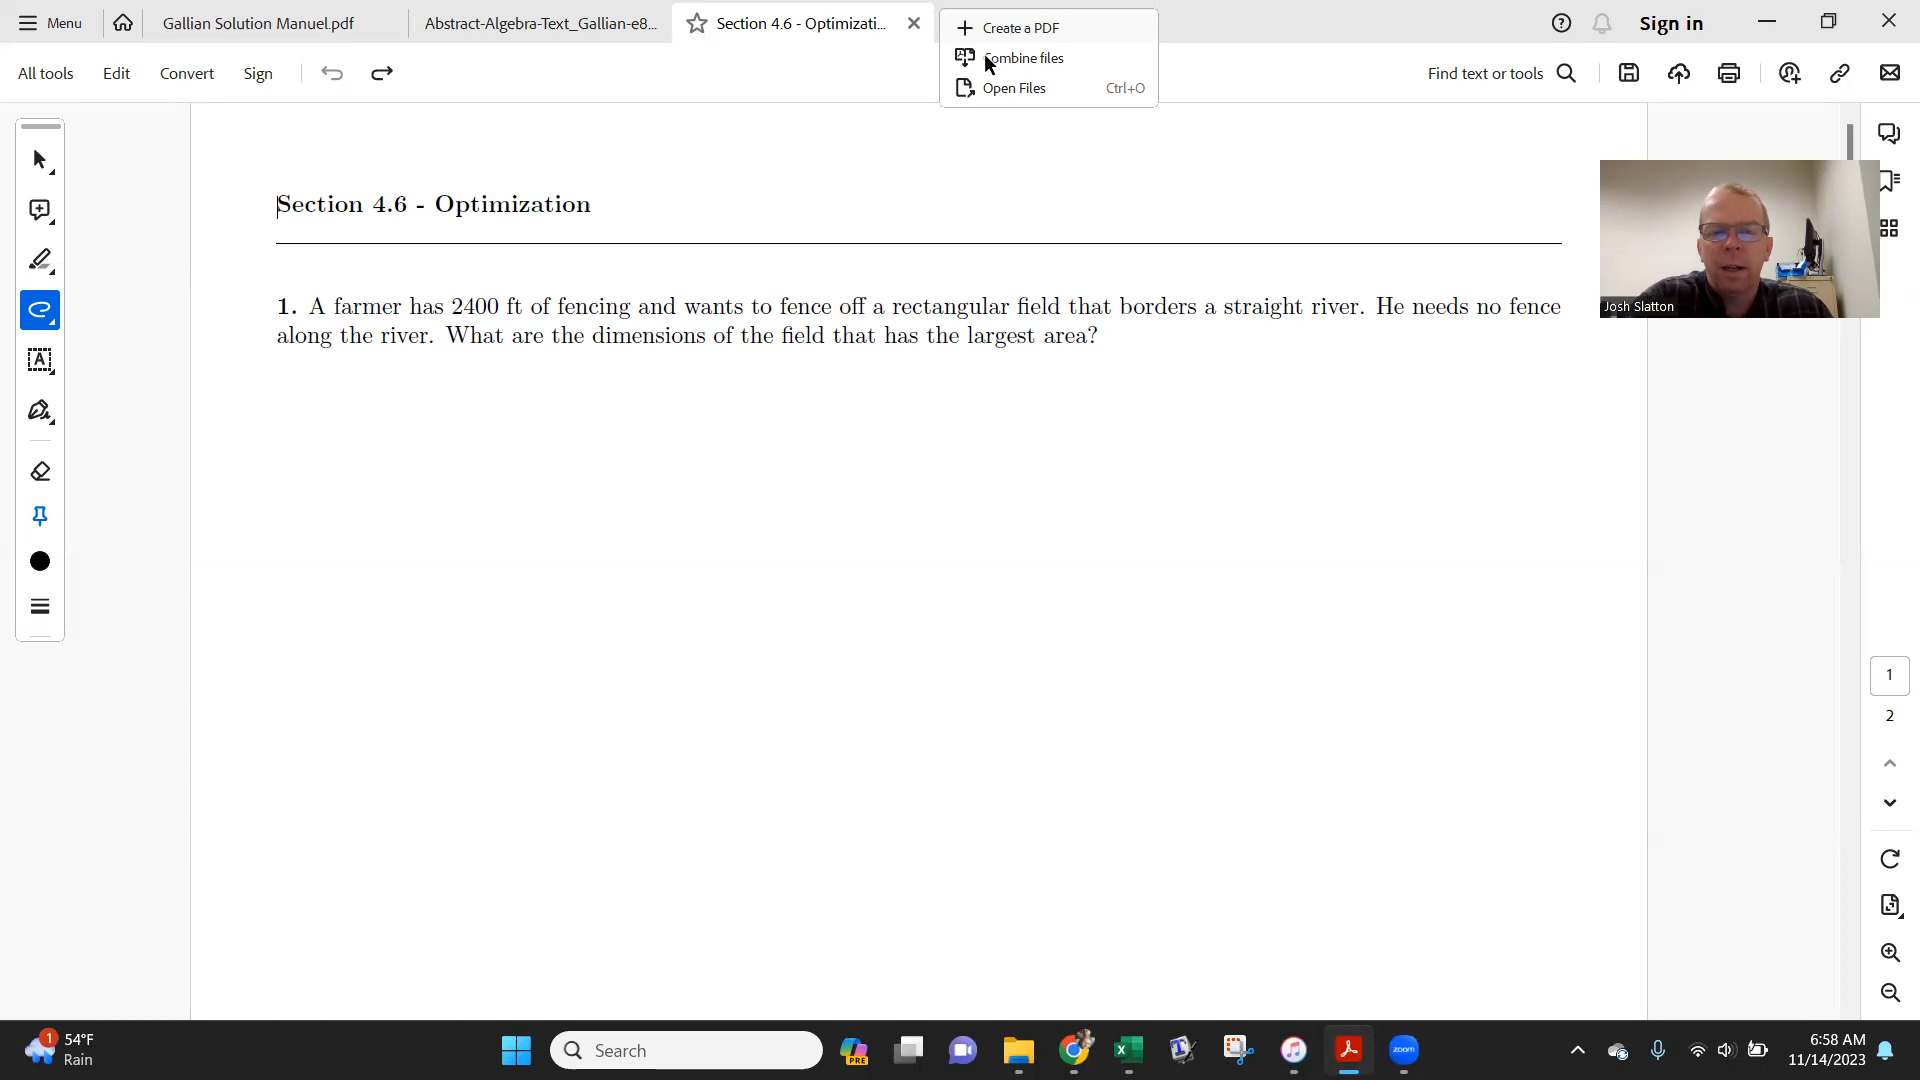 Menu
Gallian Solution Manuel.pdf
Abstract-Algebra-Text_Gallian-e8...
Section 4.6 - Optimizati...
Create a PDF
Combine files
Open Files Ctrl+O
Sign in
All tools
Edit
Convert
Sign
Find text or tools
Section 4.6 - Optimization
1. A farmer has 2400 ft of fencing and wants to fence off a rectangular field that borders a straight river. He needs no fence
along the river. What are the dimensions of the field that has the largest area?
Josh Slatton
A
1
2
1
54°F
Rain
Search
PRE
zoom
6:58 AM
11/14/2023